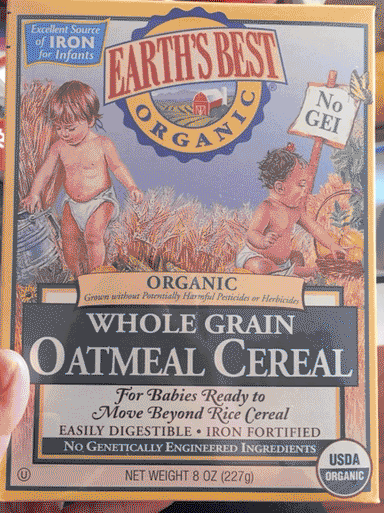 Excellent Source
of IRON
for Infants
EARTH'S BEST
ORGANIC
No
GEI
ORGANIC
Grown without Potentially Harmful Pesticides or Herbicides
WHOLE GRAIN
OATMEAL CEREAL
For Babies Ready to
Move Beyond Rice Cereal
EASILY DIGESTIBLE • IRON FORTIFIED
NO GENETICALLY ENGINEERED INGREDIENTS
NET WEIGHT 8 OZ (227g)
USDA
ORGANIC
U